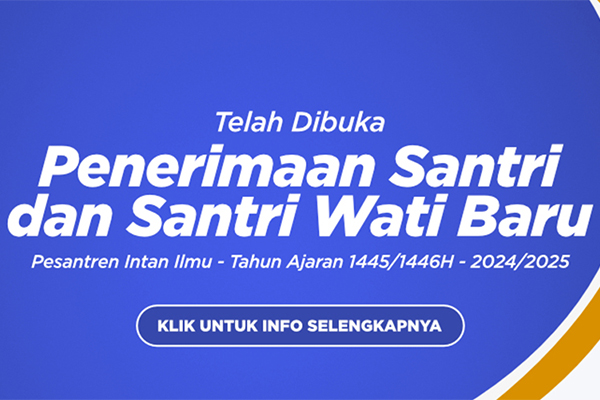 Telah Dibuka
Penerimaan Santri
dan Santri Wati Baru
Pesantren Intan Ilmu - Tahun Ajaran 1445/1446H - 2024/2025
KLIK UNTUK INFO SELENGKAPNYA